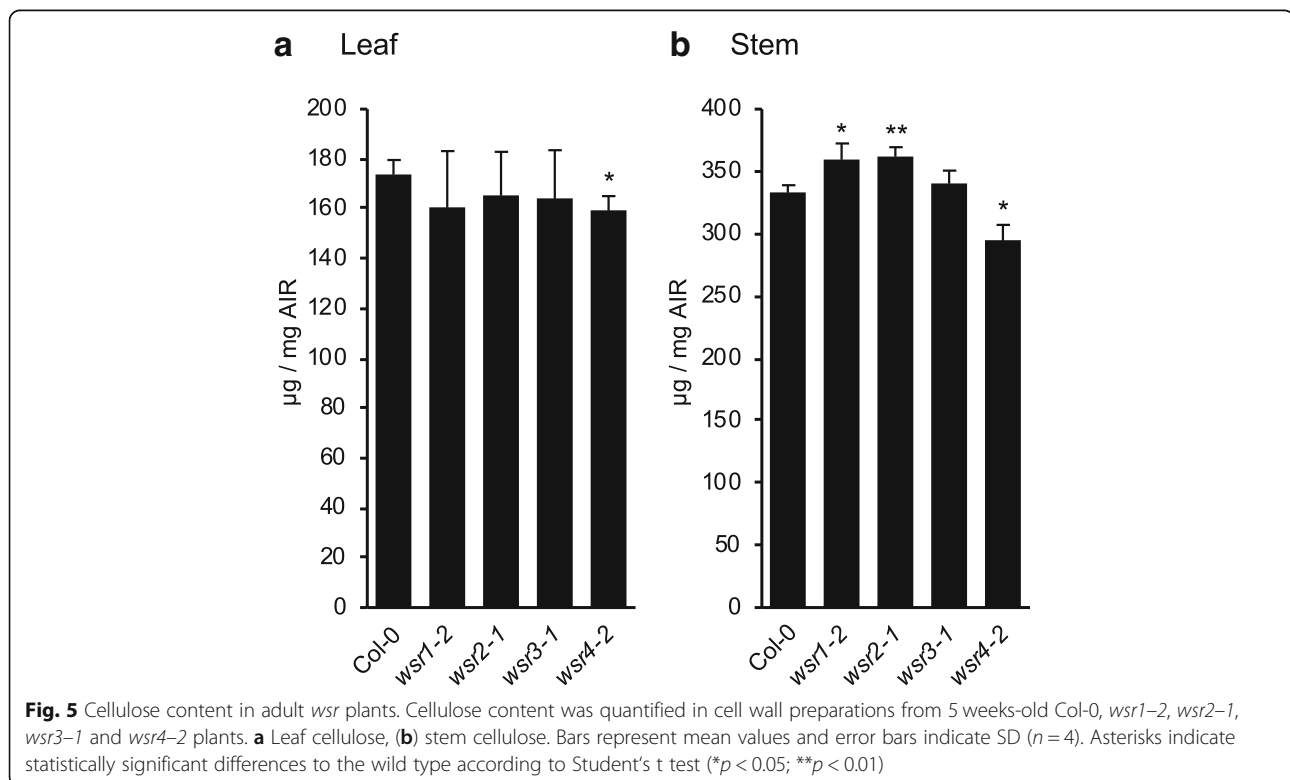 a Leaf
200
180
160
140
120
100
80
60
40
20
0
µg / mg AIR
*
Col-0
wsr1-2
wsr2-1
wsr3-1
wsr4-2
b Stem
400
350
300
250
200
150
100
50
0
µg / mg AIR
*
**
*
Col-0
wsr1-2
wsr2-1
wsr3-1
wsr4-2
Fig. 5 Cellulose content in adult wsr plants. Cellulose content was quantified in cell wall preparations from 5 weeks-old Col-0, wsr1–2, wsr2–1,
wsr3–1 and wsr4–2 plants. a Leaf cellulose, (b) stem cellulose. Bars represent mean values and error bars indicate SD (n = 4). Asterisks indicate
statistically significant differences to the wild type according to Student's t test (*p < 0.05; **p < 0.01)